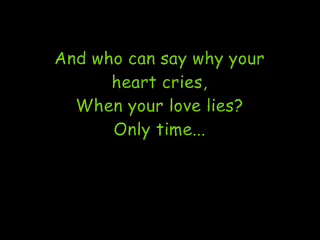 And who can say why your
heart cries,
When your love lies?
Only time...